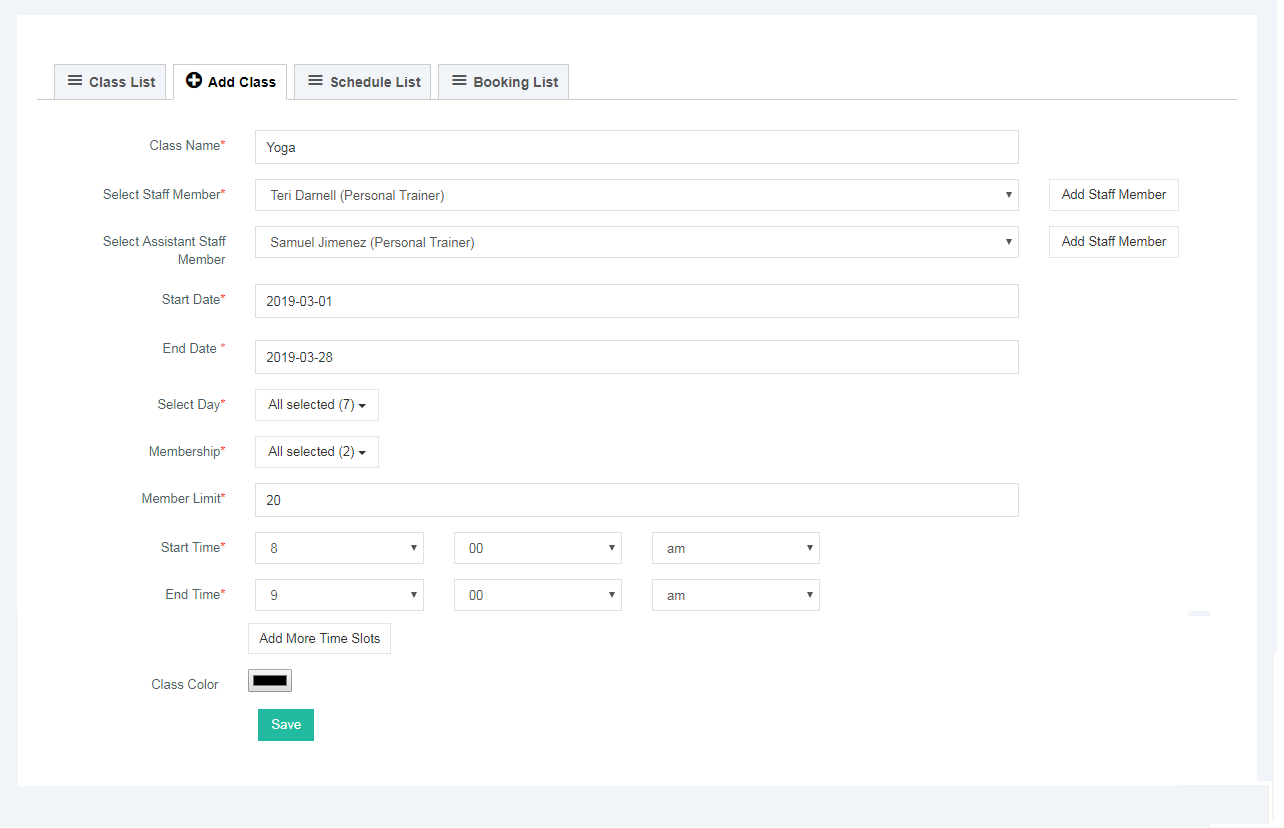 Class List Add Class Schedule List Booking List
Class Name* Yoga
Select Staff Member* Teri Darnell (Personal Trainer) Add Staff Member
Select Assistant Staff Samuel Jimenez (Personal Trainer) Add Staff Member
Member
Start Date* 2019-03-01
End Date * 2019-03-28
Select Day* All selected (7)
Membership* All selected (2)
Member Limit* 20
Start Time* 8 00 am
End Time* 9 00 am
Add More Time Slots
Class Color
Save